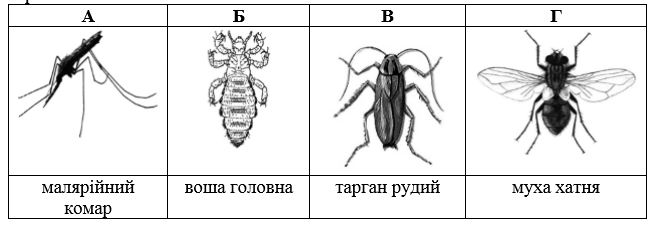 А Б В Г
малярійний комар воша головна тарган рудий муха хатня